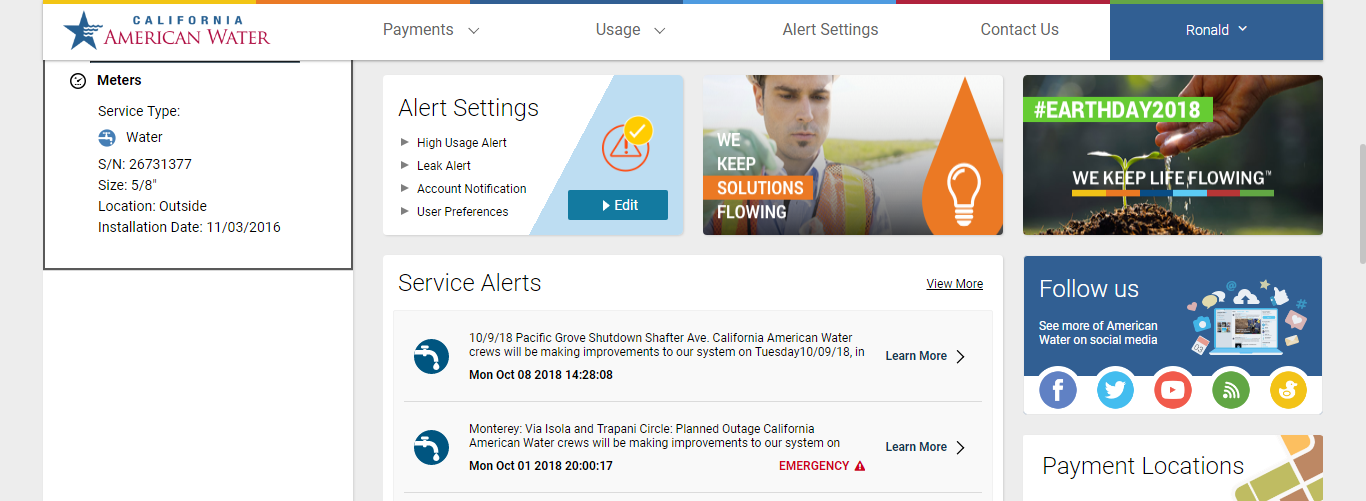 CALIFORNIA
AMERICAN WATER
Payments
Usage
Alert Settings
Contact Us
Ronald
Meters
Service Type:
Water
S/N: 26731377
Size: 5/8"
Location: Outside
Installation Date: 11/03/2016
Alert Settings
High Usage Alert
Leak Alert
Account Notification
User Preferences
Edit
WE
KEEP
SOLUTIONS
FLOWING
#EARTHDAY2018
WE KEEP LIFE FLOWING™
Service Alerts
View More
10/9/18 Pacific Grove Shutdown Shafter Ave. California American Water
crews will be making improvements to our system on Tuesday10/09/18, in
Mon Oct 08 2018 14:28:08
Learn More
Monterey: Via Isola and Trapani Circle: Planned Outage California
American Water crews will be making improvements to our system on
Mon Oct 01 2018 20:00:17
EMERGENCY
Learn More
Follow us
See more of American
Water on social media
Payment Locations